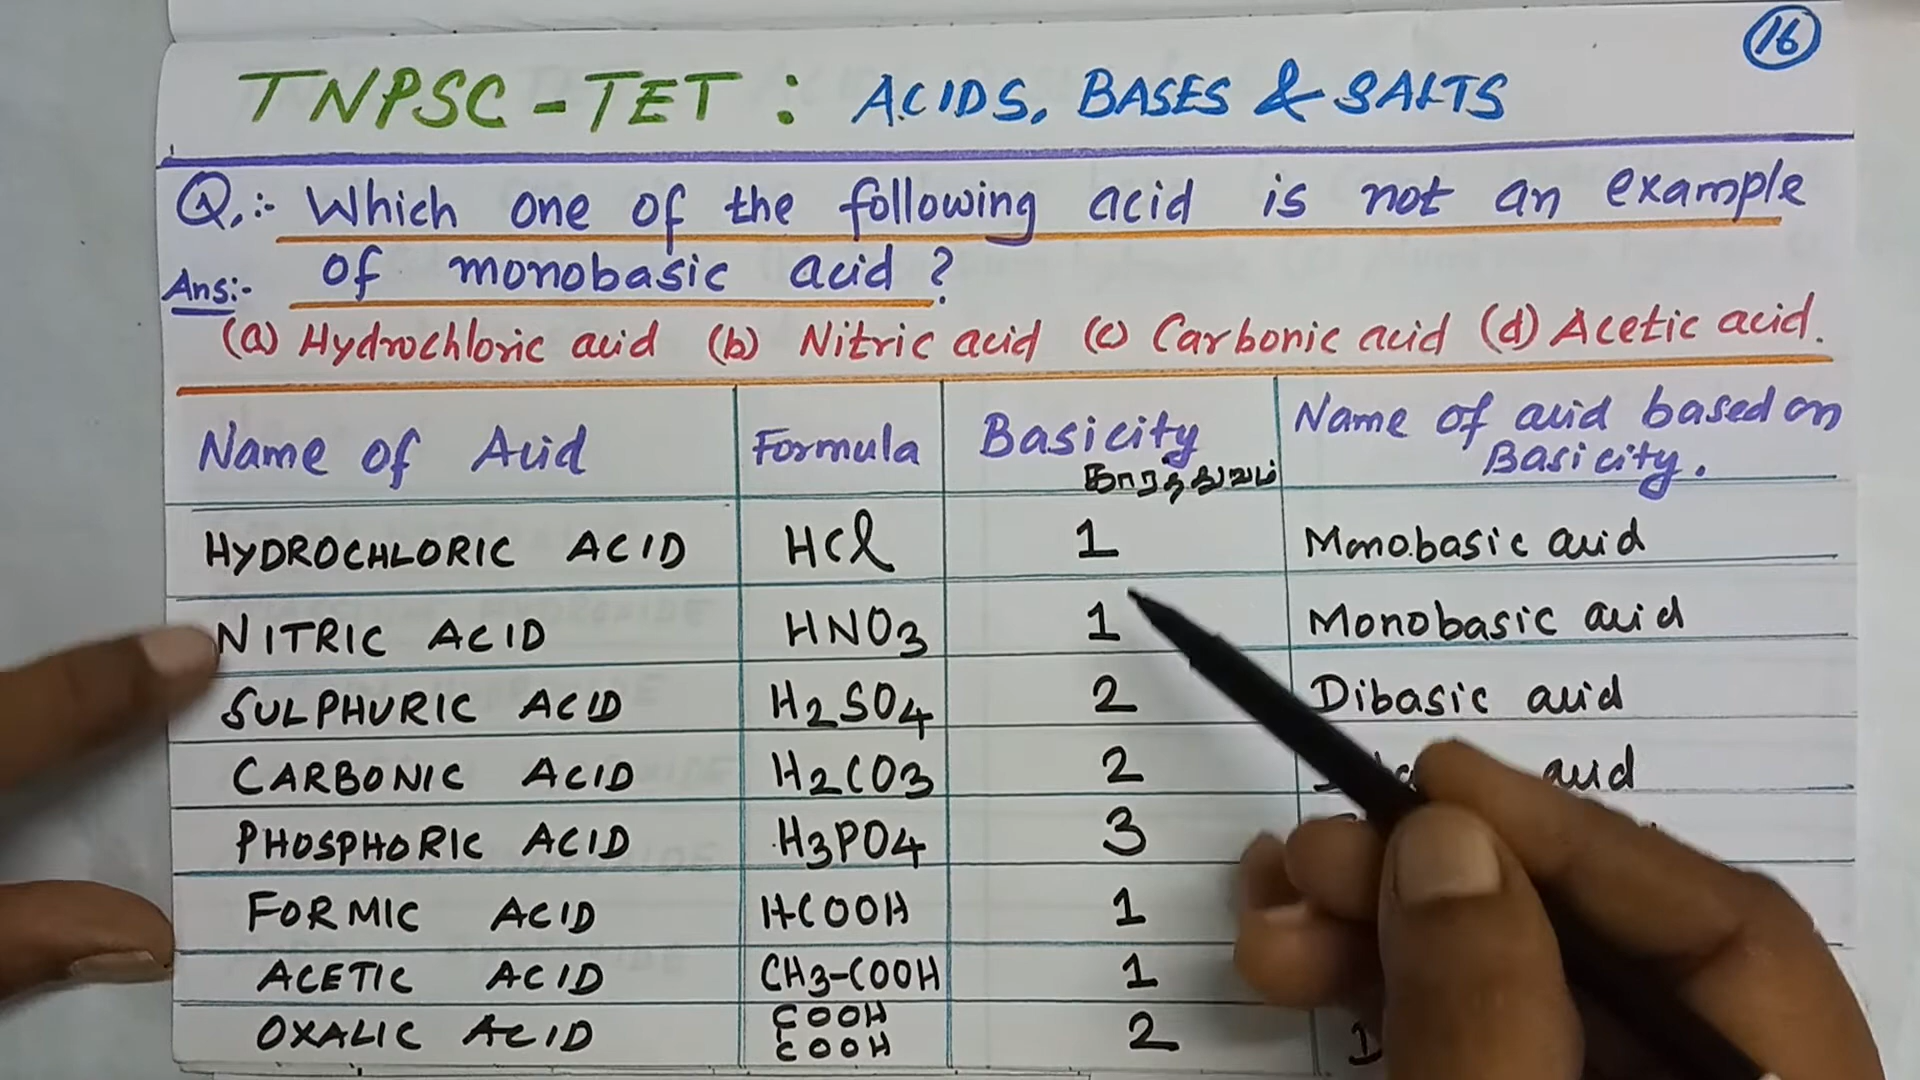 16
TNPSC - TET : ACIDS, BASES & SALTS
Q.:- Which one of the following acid is not an example
of monobasic acid ?
Ans:-
(a) Hydrochloric acid (b) Nitric acid (c) Carbonic acid (d) Acetic acid.
Name of Acid Formula Basicity Name of acid based on
காரத்துவம் Basicity.
HYDROCHLORIC ACID HCl 1 Monobasic acid
NITRIC ACID HNO3 1 Monobasic acid
SULPHURIC ACID H2SO4 2 Dibasic acid
CARBONIC ACID H2CO3 2 acid
PHOSPHORIC ACID H3PO4 3
FORMIC ACID HCOOH 1
ACETIC ACID CH3-COOH 1
COOH
OXALIC ACID COOH 2